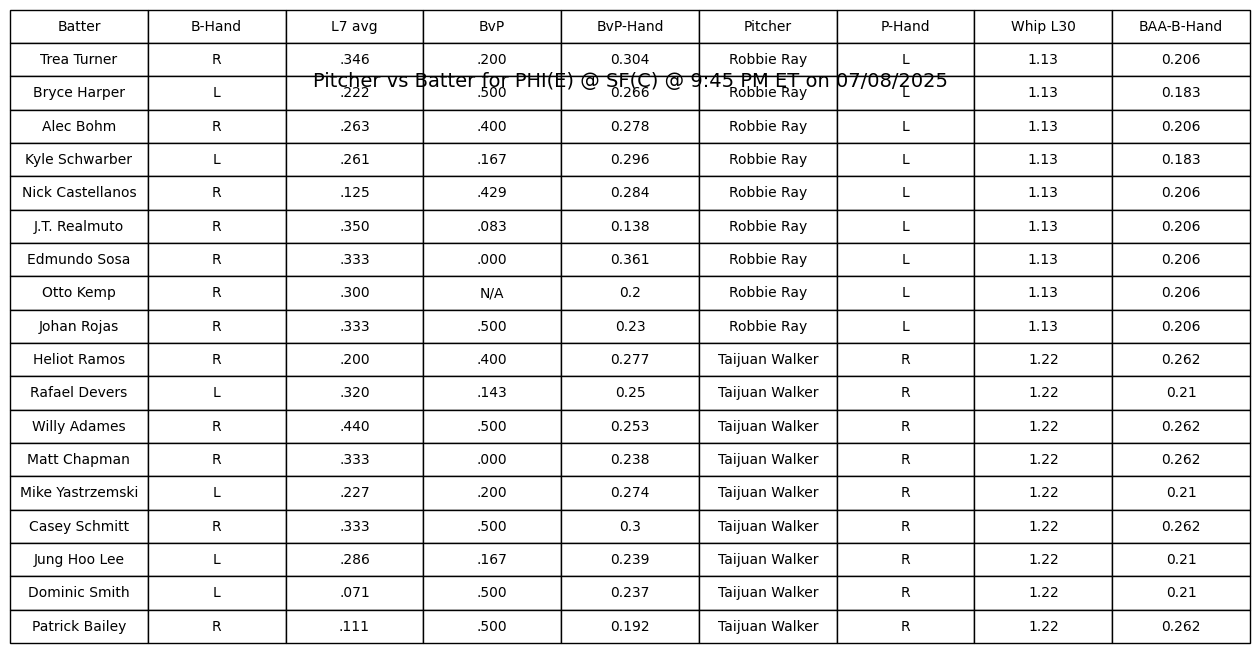 Batter B-Hand L7 avg BvP BvP-Hand Pitcher P-Hand Whip L30 BAA-B-Hand
Trea Turner R .346 .200 0.304 Robbie Ray L 1.13 0.206
Pitcher vs Batter for PHI(E) @ SF(C) @ 9:45 PM ET on 07/08/2025
Bryce Harper L .222 .500 0.266 Robbie Ray L 1.13 0.183
Alec Bohm R .263 .400 0.278 Robbie Ray L 1.13 0.206
Kyle Schwarber L .261 .167 0.296 Robbie Ray L 1.13 0.183
Nick Castellanos R .125 .429 0.284 Robbie Ray L 1.13 0.206
J.T. Realmuto R .350 .083 0.138 Robbie Ray L 1.13 0.206
Edmundo Sosa R .333 .000 0.361 Robbie Ray L 1.13 0.206
Otto Kemp R .300 N/A 0.2 Robbie Ray L 1.13 0.206
Johan Rojas R .333 .500 0.23 Robbie Ray L 1.13 0.206
Heliot Ramos R .200 .400 0.277 Taijuan Walker R 1.22 0.262
Rafael Devers L .320 .143 0.25 Taijuan Walker R 1.22 0.21
Willy Adames R .440 .500 0.253 Taijuan Walker R 1.22 0.262
Matt Chapman R .333 .000 0.238 Taijuan Walker R 1.22 0.262
Mike Yastrzemski L .227 .200 0.274 Taijuan Walker R 1.22 0.21
Casey Schmitt R .333 .500 0.3 Taijuan Walker R 1.22 0.262
Jung Hoo Lee L .286 .167 0.239 Taijuan Walker R 1.22 0.21
Dominic Smith L .071 .500 0.237 Taijuan Walker R 1.22 0.21
Patrick Bailey R .111 .500 0.192 Taijuan Walker R 1.22 0.262